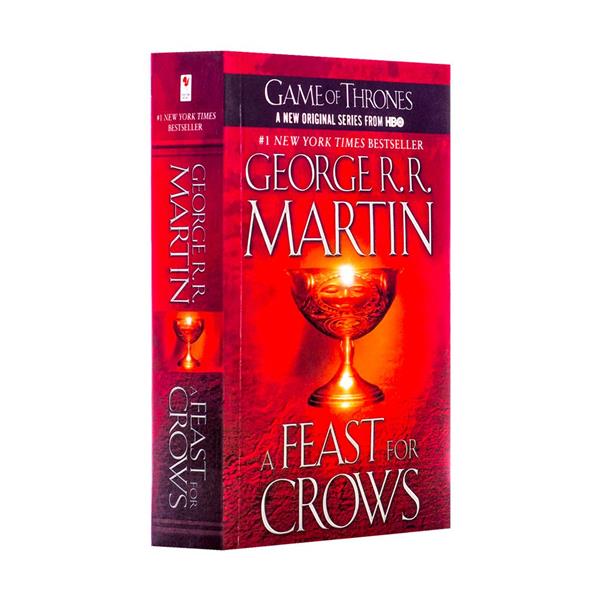 #1 NEW YORK TIMES
BESTSELLER
GEORGE R.R.
MARTIN
A FEAST FOR
CROWS
GAME OF THRONES
A NEW ORIGINAL SERIES FROM HBO
#1 NEW YORK TIMES BESTSELLER
GEORGE R.R.
MARTIN
A FEAST FOR
CROWS